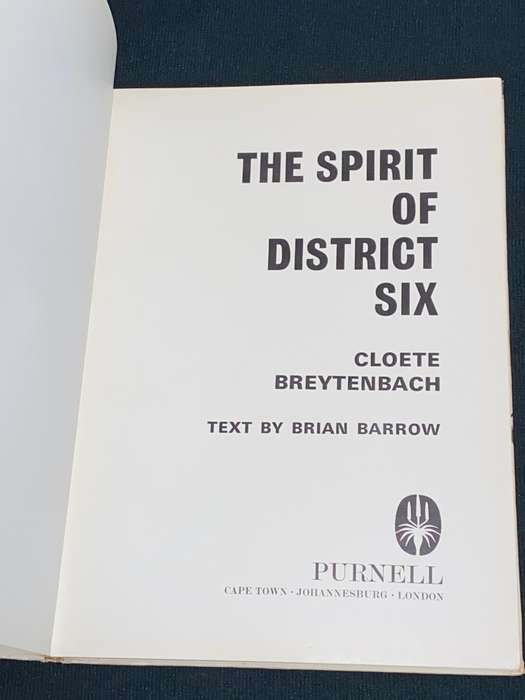 THE SPIRIT
OF
DISTRICT
SIX
CLOETE
BREYTENBACH
TEXT BY BRIAN BARROW
PURNELL
CAPE TOWN · JOHANNESBURG · LONDON